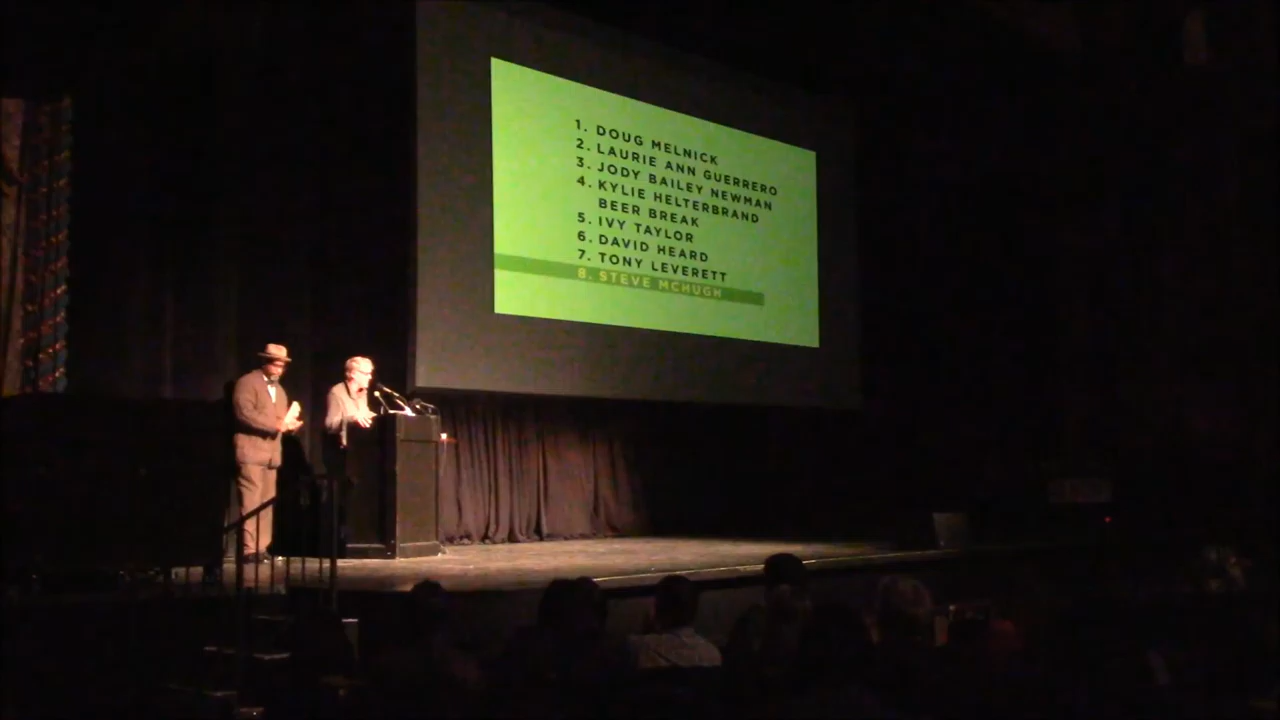 1. DOUG MELNICK
2. LAURIE ANN GUERRERO
3. JODY BAILEY NEWMAN
4. KYLIE HELTERBRAND
BEER BREAK
5. IVY TAYLOR
6. DAVID HEARD
7. TONY LEVERETT
8. STEVE MCHUGH